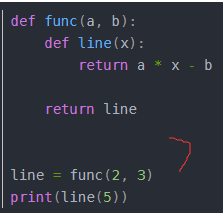 def func(a, b):
    def line(x):
        return a * x - b

    return line


line = func(2, 3)
print(line(5))